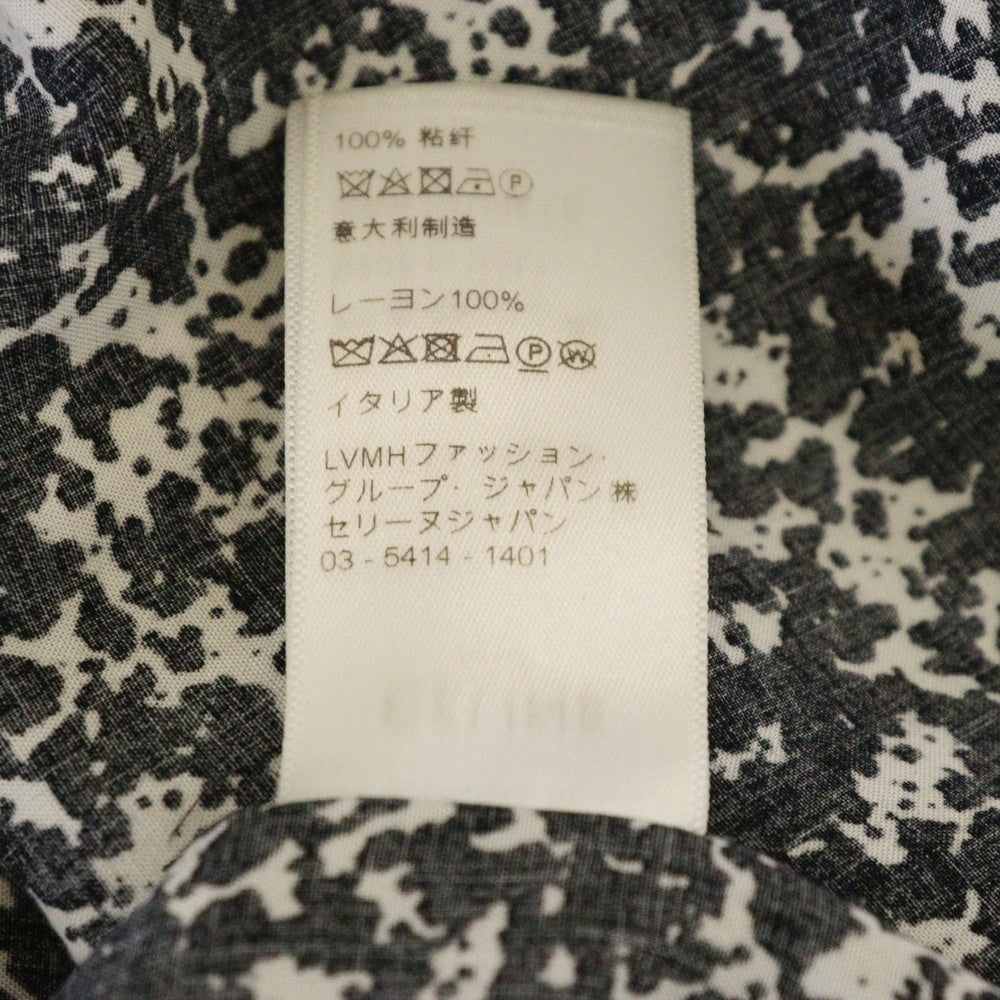 100% 粘纤
P
意大利制造
レーヨン100%
P W
イタリア製
LVMHファッション・
グループ・ジャパン㈱
セリーヌジャパン
03 - 5414 - 1401